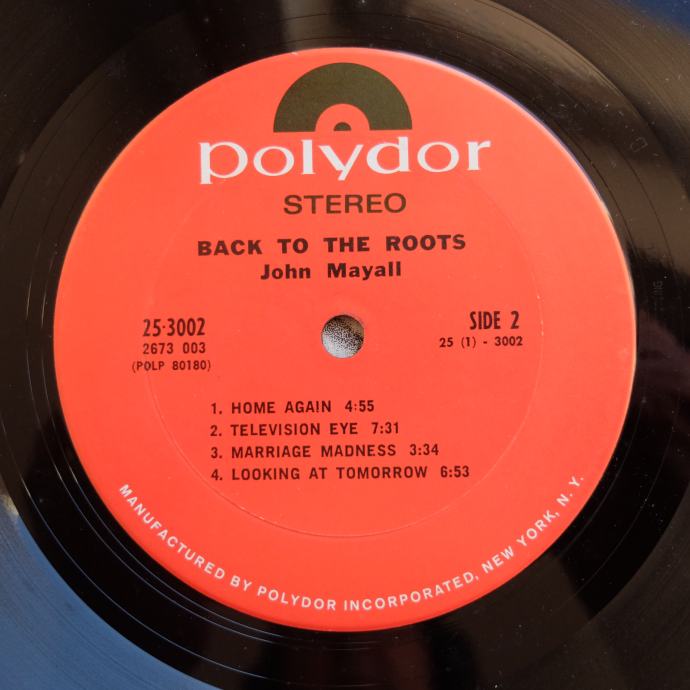 polydor
STEREO
BACK TO THE ROOTS
John Mayall
25-3002
2673 003
(POLP 80180)
SIDE 2
25 (1) - 3002
1. HOME AGAIN 4:55
2. TELEVISION EYE 7:31
3. MARRIAGE MADNESS 3:34
4. LOOKING AT TOMORROW 6:53
MANUFACTURED BY POLYDOR INCORPORATED, NEW YORK, N. Y.